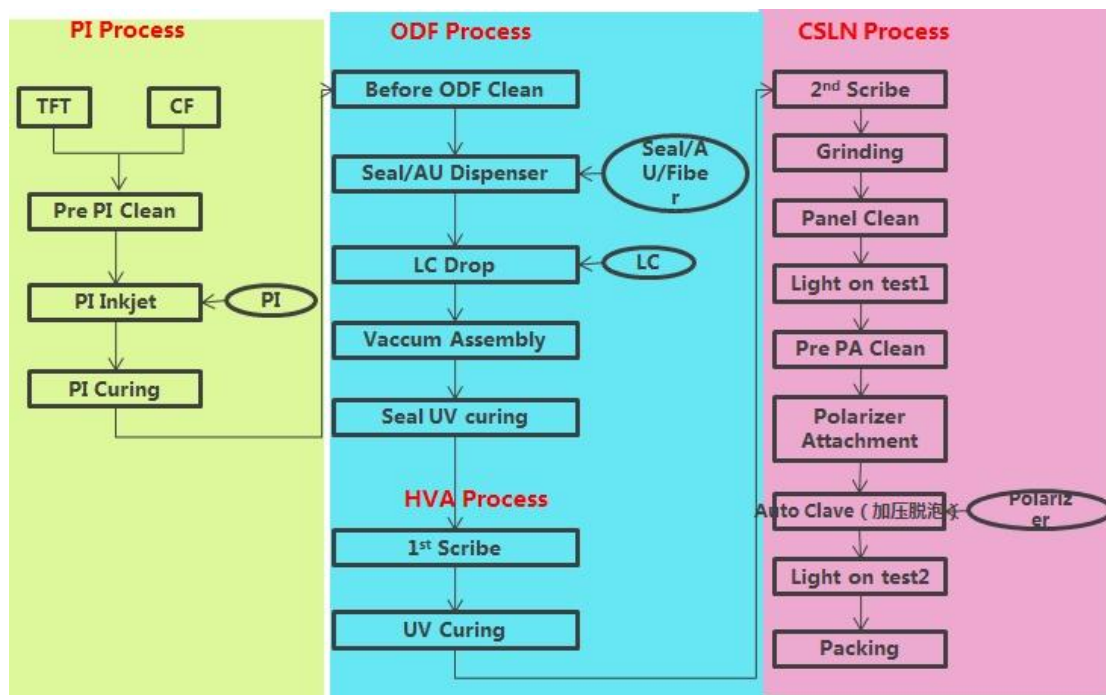 PI Process
TFT
CF
Pre PI Clean
PI Inkjet
PI
PI Curing
ODF Process
Before ODF Clean
Seal/AU Dispenser
Seal/A
U/Fibe
r
LC Drop
LC
Vaccum Assembly
Seal UV curing
HVA Process
1st Scribe
UV Curing
CSLN Process
2nd Scribe
Grinding
Panel Clean
Light on test1
Pre PA Clean
Polarizer
Attachment
Auto Clave（加压脱泡）
Polariz
er
Light on test2
Packing